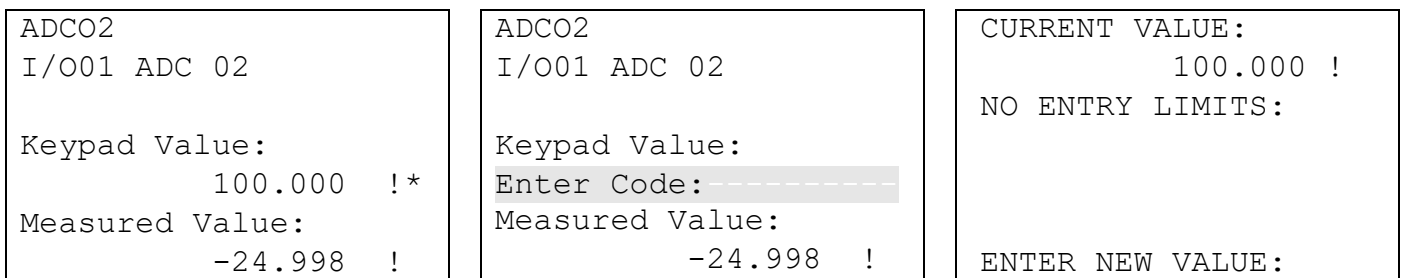 ADCO2
I/O01 ADC 02
Keypad Value:
100.000 !*
Measured Value:
-24.998 !
ADCO2
I/O01 ADC 02
Keypad Value:
Enter Code:----------
Measured Value:
-24.998 !
CURRENT VALUE:
100.000 !
NO ENTRY LIMITS:
ENTER NEW VALUE: